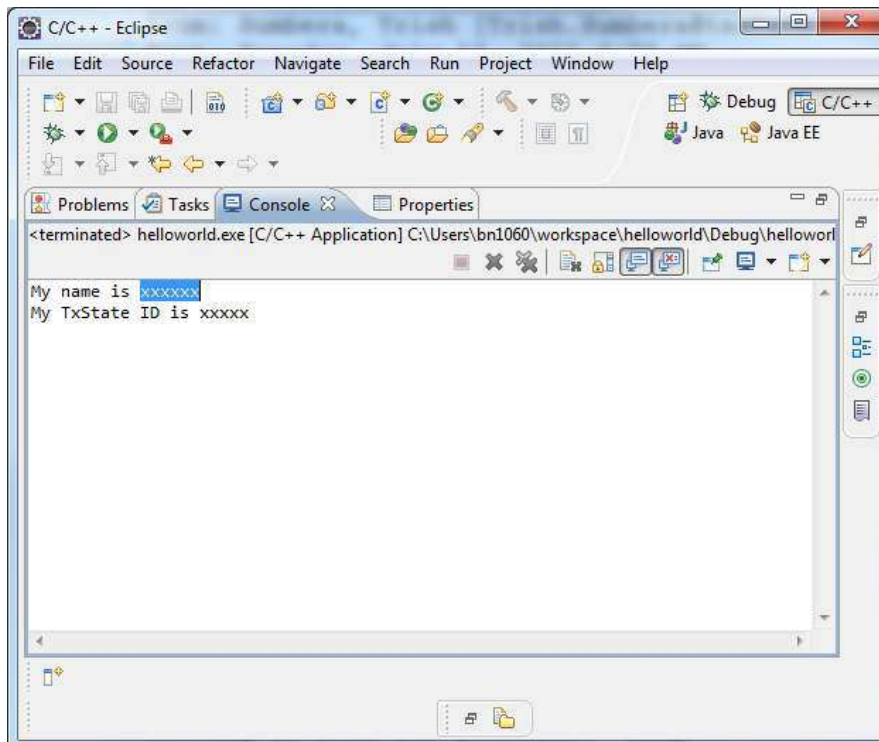 C/C++ - Eclipse
File Edit Source Refactor Navigate Search Run Project Window Help
Debug C/C++
Java Java EE
Problems Tasks Console Properties
<terminated> helloworld.exe [C/C++ Application] C:\Users\bn1060\workspace\helloworld\Debug\helloworl
My name is xxxxxx
My TxState ID is xxxxx